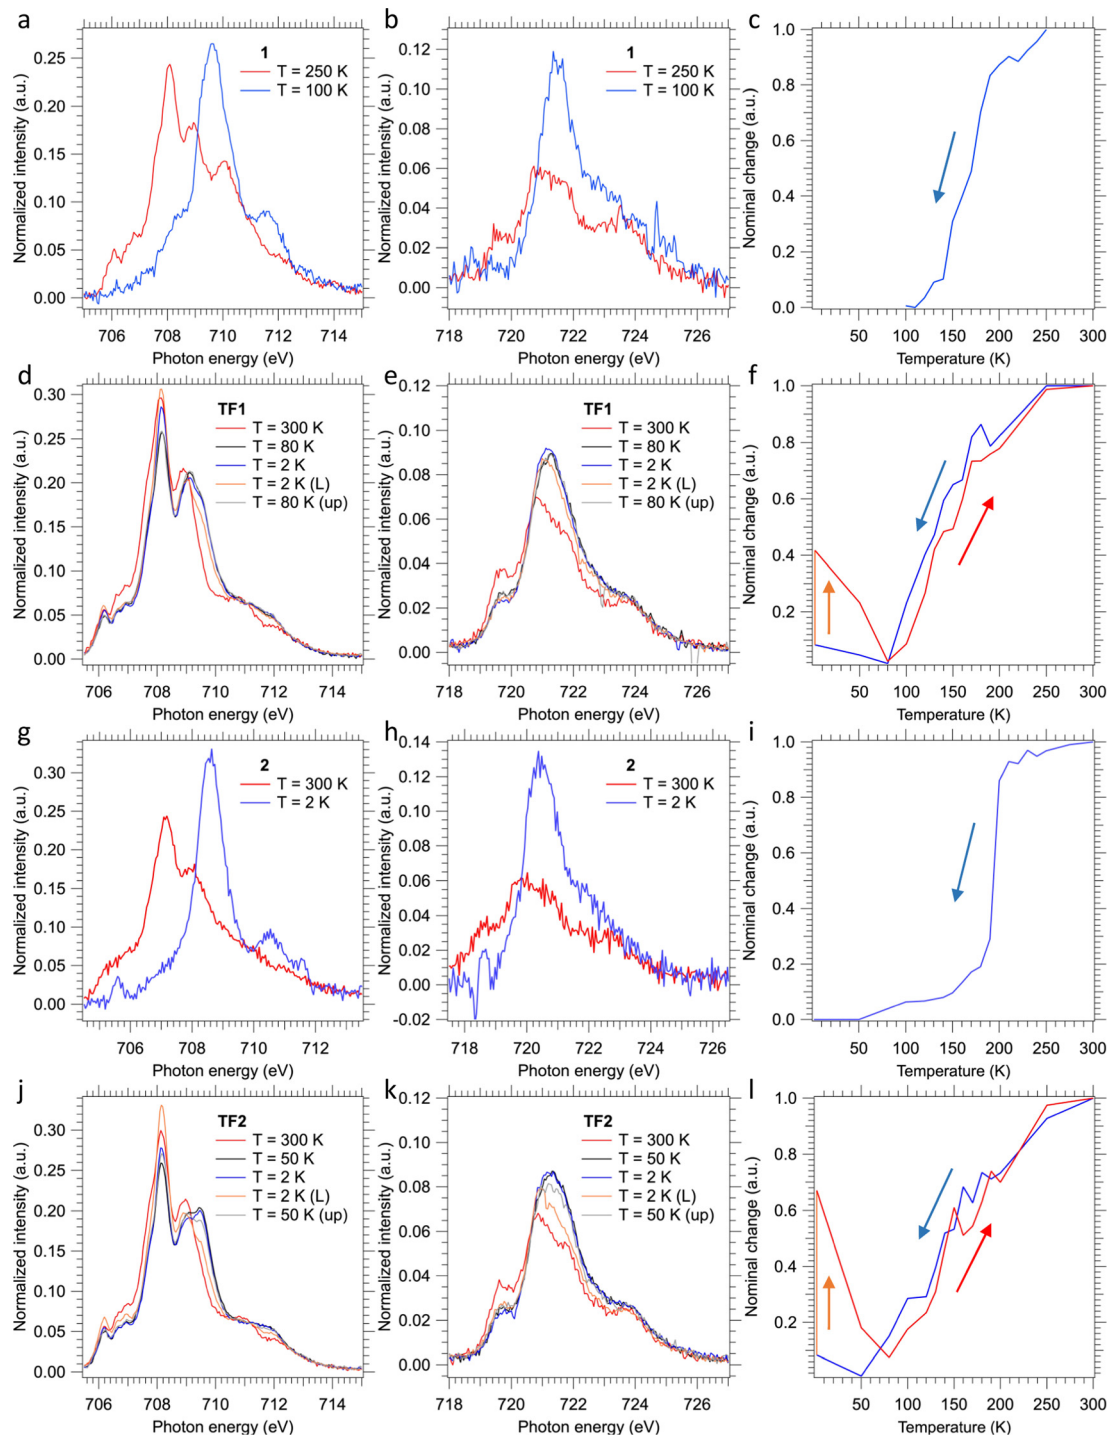 a
1
T = 250 K
T = 100 K
Normalized intensity (a.u.)
0.25
0.20
0.15
0.10
0.05
0.00
706 708 710 712 714
Photon energy (eV)
b
1
T = 250 K
T = 100 K
Normalized intensity (a.u.)
0.12
0.10
0.08
0.06
0.04
0.02
0.00
718 720 722 724 726
Photon energy (eV)
c
Nominal change (a.u.)
1.0
0.8
0.6
0.4
0.2
0.0
50 100 150 200 250 300
Temperature (K)
d
TF1
T = 300 K
T = 80 K
T = 2 K
T = 2 K (L)
T = 80 K (up)
Normalized intensity (a.u.)
0.30
0.25
0.20
0.15
0.10
0.05
0.00
706 708 710 712 714
Photon energy (eV)
e
TF1
T = 300 K
T = 80 K
T = 2 K
T = 2 K (L)
T = 80 K (up)
Normalized intensity (a.u.)
0.12
0.10
0.08
0.06
0.04
0.02
0.00
718 720 722 724 726
Photon energy (eV)
f
Nominal change (a.u.)
1.0
0.8
0.6
0.4
0.2
50 100 150 200 250 300
Temperature (K)
g
2
T = 300 K
T = 2 K
Normalized intensity (a.u.)
0.30
0.25
0.20
0.15
0.10
0.05
0.00
706 708 710 712
Photon energy (eV)
h
2
T = 300 K
T = 2 K
Normalized intensity (a.u.)
0.14
0.12
0.10
0.08
0.06
0.04
0.02
0.00
-0.02
718 720 722 724 726
Photon energy (eV)
i
Nominal change (a.u.)
1.0
0.8
0.6
0.4
0.2
0.0
50 100 150 200 250 300
Temperature (K)
j
TF2
T = 300 K
T = 50 K
T = 2 K
T = 2 K (L)
T = 50 K (up)
Normalized intensity (a.u.)
0.30
0.25
0.20
0.15
0.10
0.05
0.00
706 708 710 712 714
Photon energy (eV)
k
TF2
T = 300 K
T = 50 K
T = 2 K
T = 2 K (L)
T = 50 K (up)
Normalized intensity (a.u.)
0.12
0.10
0.08
0.06
0.04
0.02
0.00
718 720 722 724 726
Photon energy (eV)
l
Nominal change (a.u.)
1.0
0.8
0.6
0.4
0.2
50 100 150 200 250 300
Temperature (K)